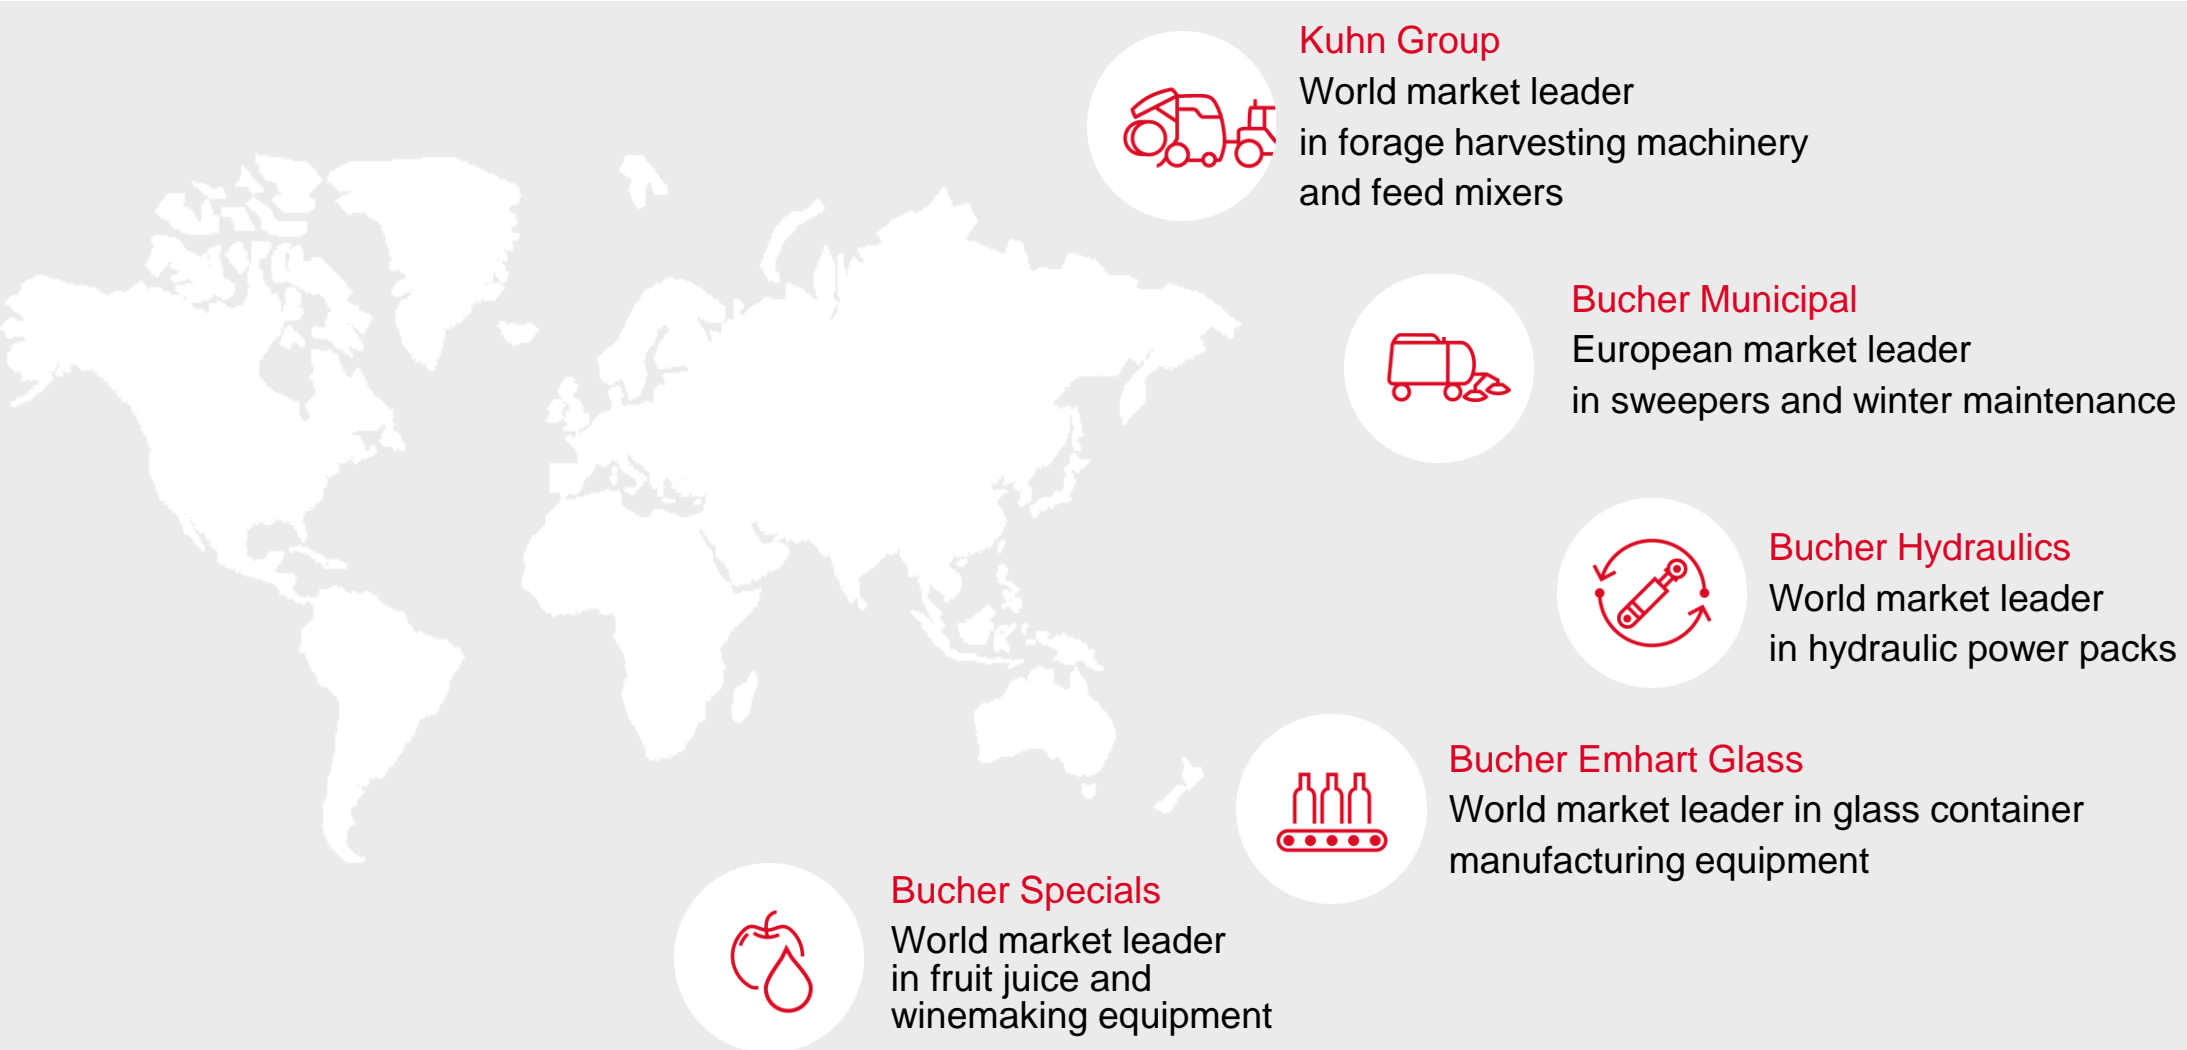 Kuhn Group
World market leader
in forage harvesting machinery
and feed mixers
Bucher Municipal
European market leader
in sweepers and winter maintenance
Bucher Hydraulics
World market leader
in hydraulic power packs
Bucher Emhart Glass
World market leader in glass container
manufacturing equipment
Bucher Specials
World market leader
in fruit juice and
winemaking equipment